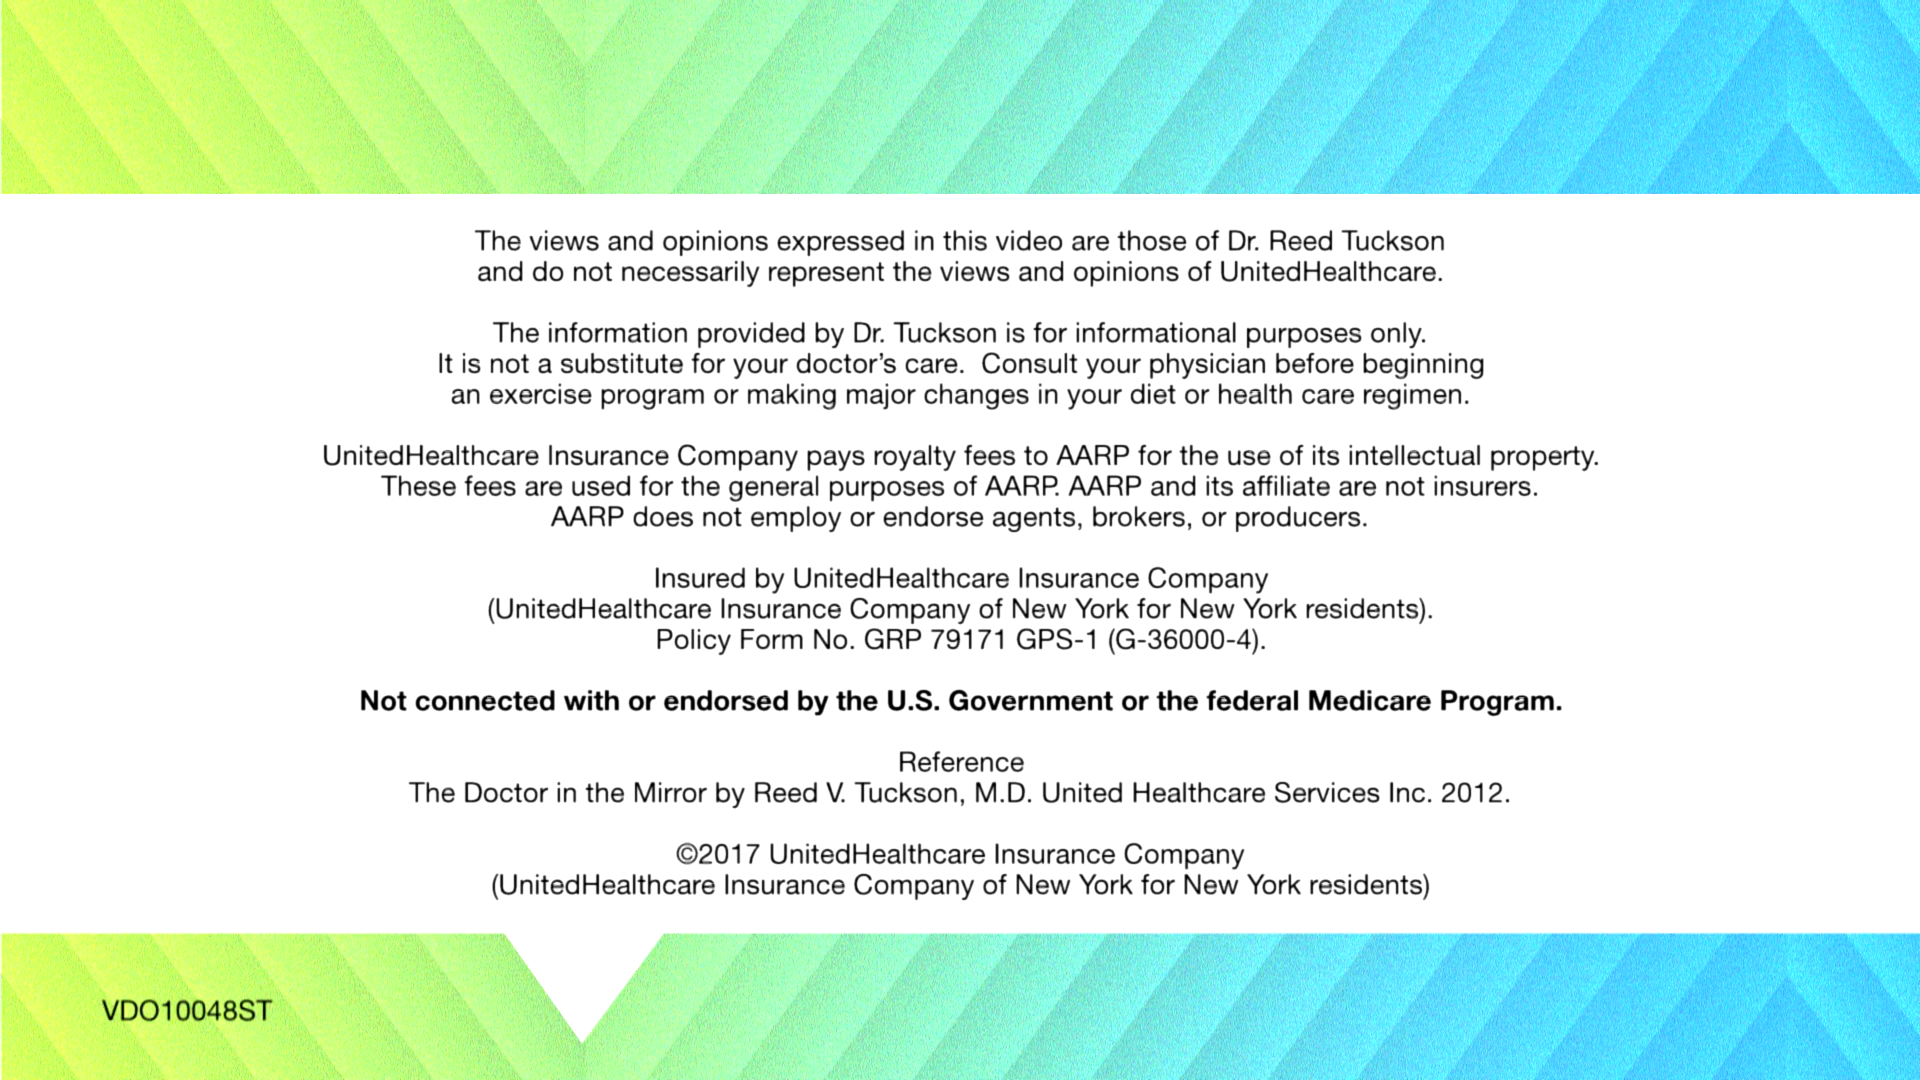 The views and opinions expressed in this video are those of Dr. Reed Tuckson
and do not necessarily represent the views and opinions of UnitedHealthcare.
The information provided by Dr. Tuckson is for informational purposes only.
It is not a substitute for your doctor's care.  Consult your physician before beginning
an exercise program or making major changes in your diet or health care regimen.
UnitedHealthcare Insurance Company pays royalty fees to AARP for the use of its intellectual property.
These fees are used for the general purposes of AARP. AARP and its affiliate are not insurers.
AARP does not employ or endorse agents, brokers, or producers.
Insured by UnitedHealthcare Insurance Company
(UnitedHealthcare Insurance Company of New York for New York residents).
Policy Form No. GRP 79171 GPS-1 (G-36000-4).
Not connected with or endorsed by the U.S. Government or the federal Medicare Program.
Reference
The Doctor in the Mirror by Reed V. Tuckson, M.D. United Healthcare Services Inc. 2012.
©2017 UnitedHealthcare Insurance Company
(UnitedHealthcare Insurance Company of New York for New York residents)
VDO10048ST